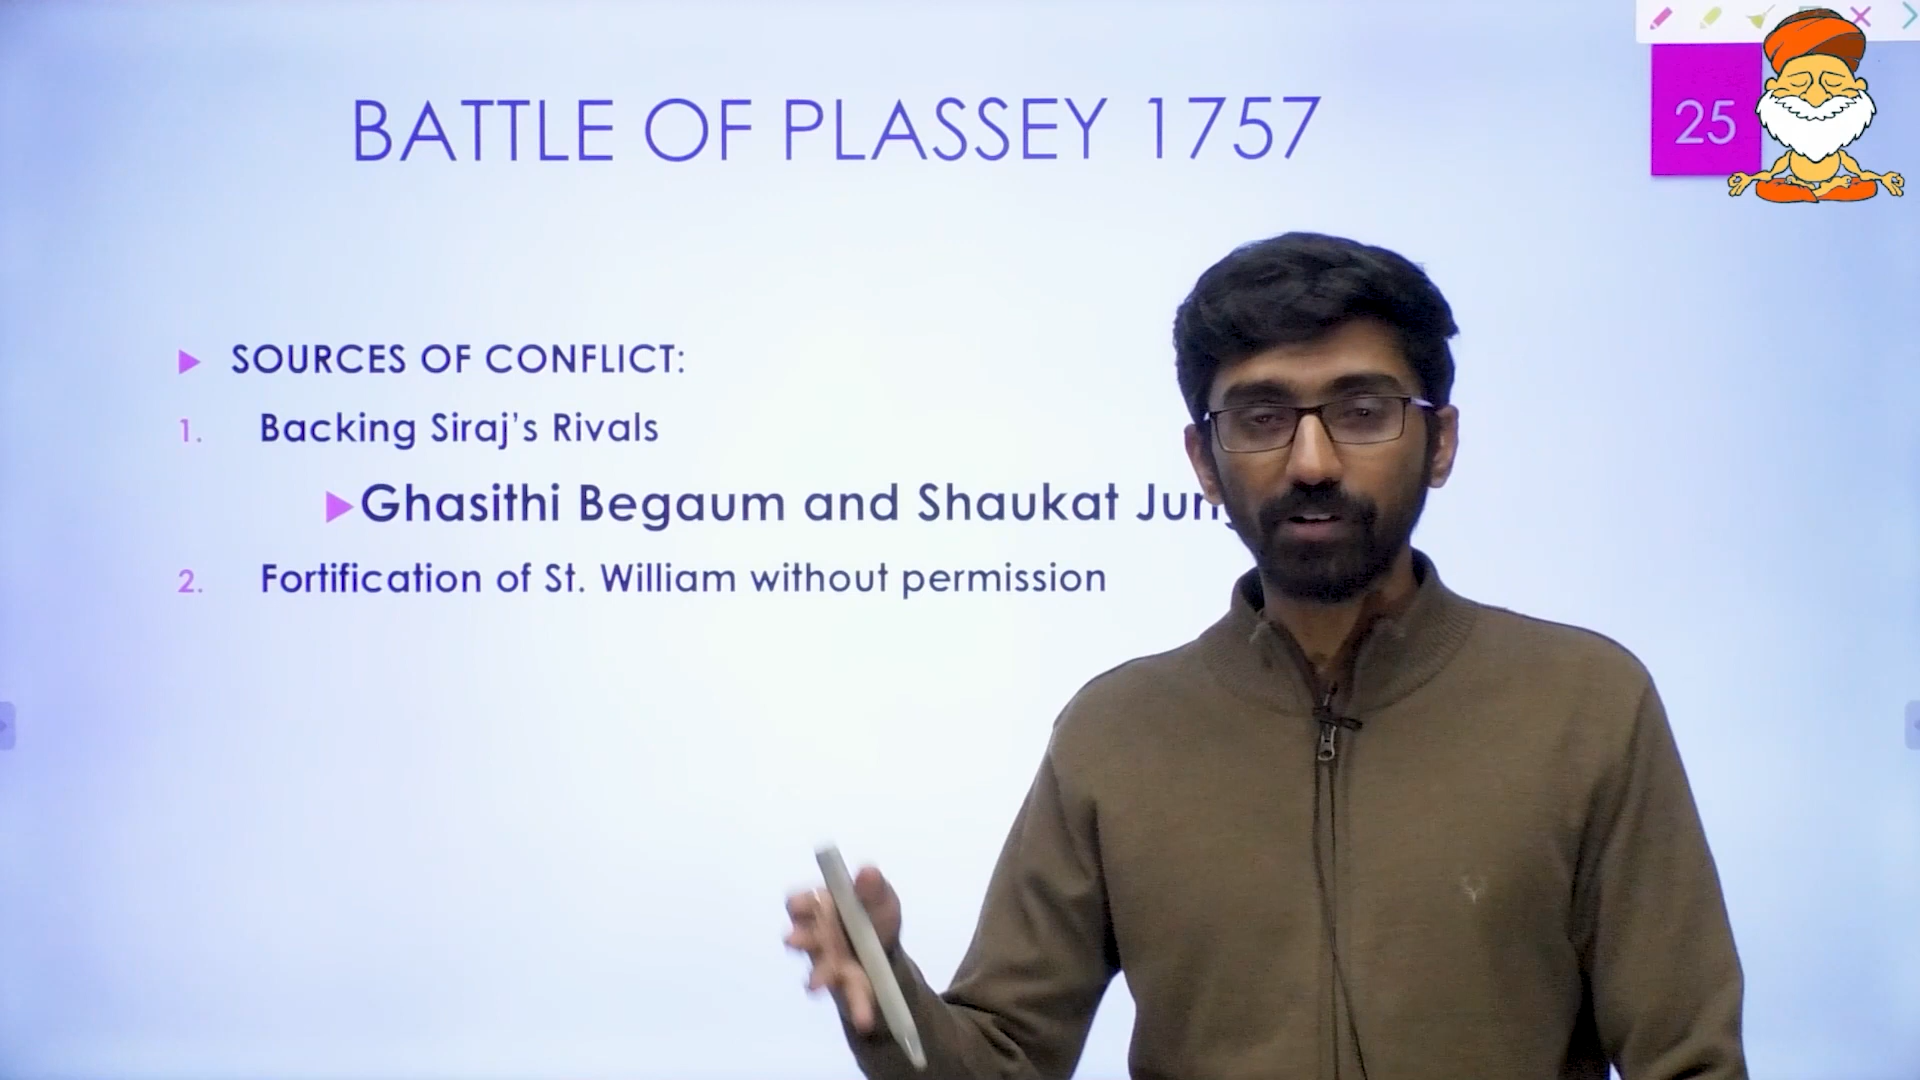 BATTLE OF PLASSEY 1757
25
SOURCES OF CONFLICT:
1. Backing Siraj's Rivals
Ghasithi Begaum and Shaukat
2. Fortification of St. William without permission